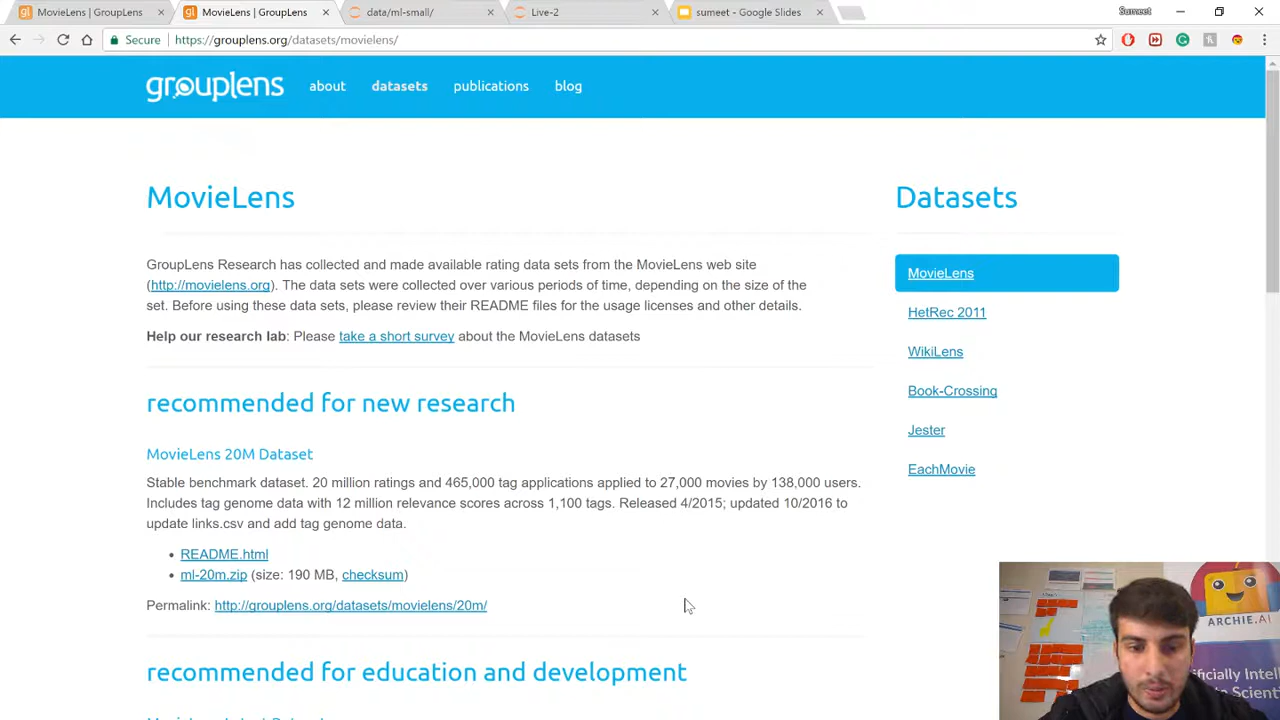 MovieLens | GroupLens
MovieLens | GroupLens
data/ml-small/
Live-2
sumeet - Google Slides
Sumeet
Secure
https://grouplens.org/datasets/movielens/
grouplens
about
datasets
publications
blog
MovieLens
GroupLens Research has collected and made available rating data sets from the MovieLens web site
(http://movielens.org). The data sets were collected over various periods of time, depending on the size of the
set. Before using these data sets, please review their README files for the usage licenses and other details.
Help our research lab: Please take a short survey about the MovieLens datasets
recommended for new research
MovieLens 20M Dataset
Stable benchmark dataset. 20 million ratings and 465,000 tag applications applied to 27,000 movies by 138,000 users.
Includes tag genome data with 12 million relevance scores across 1,100 tags. Released 4/2015; updated 10/2016 to
update links.csv and add tag genome data.
• README.html
• ml-20m.zip (size: 190 MB, checksum)
Permalink: http://grouplens.org/datasets/movielens/20m/
recommended for education and development
Datasets
MovieLens
HetRec 2011
WikiLens
Book-Crossing
Jester
EachMovie
ARCHIE.AI